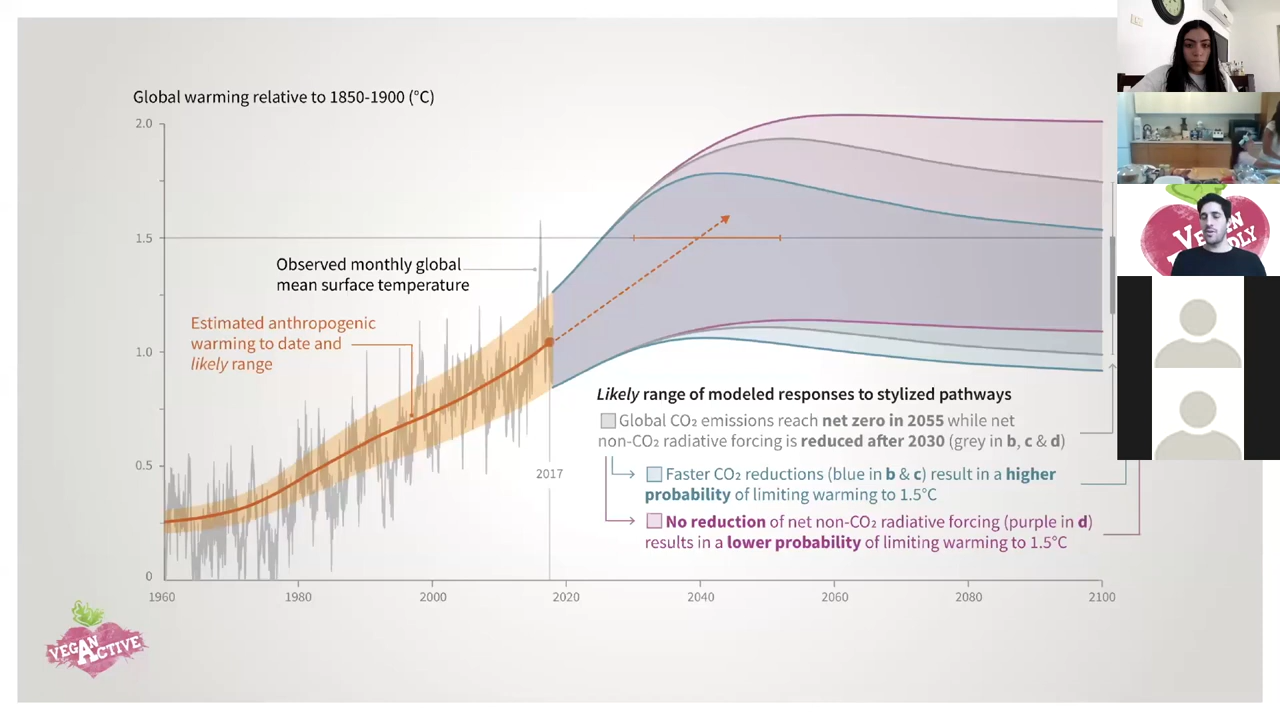 Global warming relative to 1850-1900 (°C)
2.0
1.5
1.0
0.5
0
Observed monthly global
mean surface temperature
Estimated anthropogenic
warming to date and
likely range
2017
Likely range of modeled responses to stylized pathways
Global CO₂ emissions reach net zero in 2055 while net
non-CO₂ radiative forcing is reduced after 2030 (grey in b, c & d)
Faster CO₂ reductions (blue in b & c) result in a higher
probability of limiting warming to 1.5°C
No reduction of net non-CO₂ radiative forcing (purple in d)
results in a lower probability of limiting warming to 1.5°C
1960 1980 2000 2020 2040 2060 2080 2100
VEGAN
ACTIVE